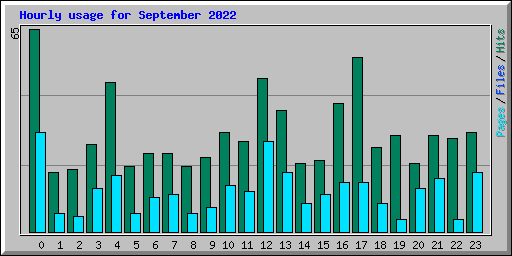 Hourly usage for September 2022
65
Pages/Files/Hits
0 1 2 3 4 5 6 7 8 9 10 11 12 13 14 15 16 17 18 19 20 21 22 23